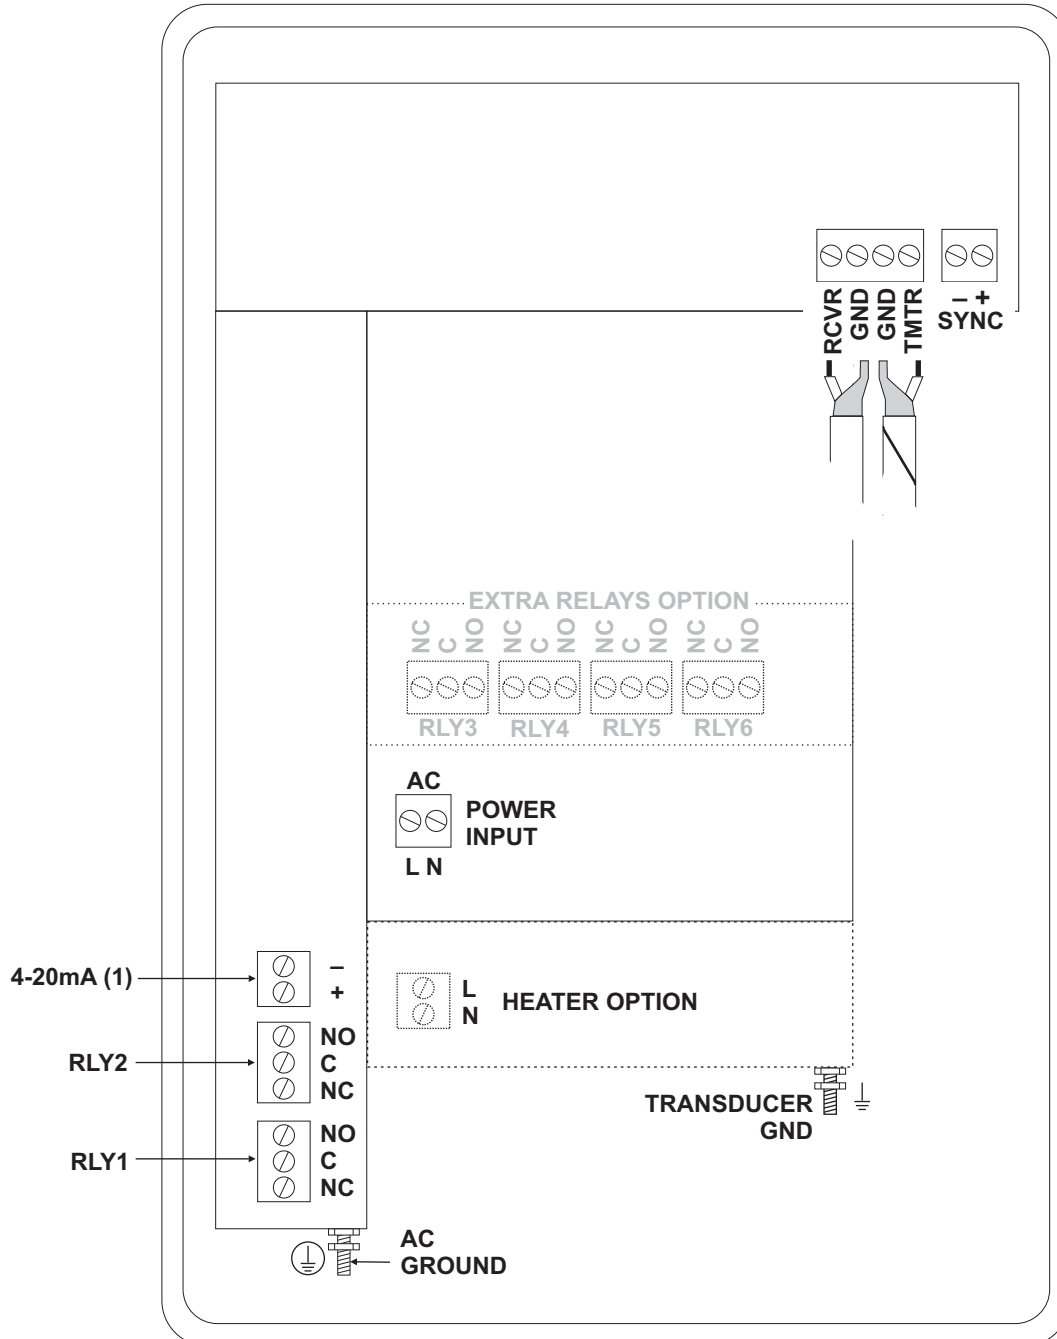 RCVR
GND
GND
TMTR
– +
SYNC
EXTRA RELAYS OPTION
NC C NO NC C NO NC C NO NC C NO
RLY3 RLY4 RLY5 RLY6
AC
POWER
INPUT
L N
4-20mA (1)
–
+
L
N
HEATER OPTION
RLY2
NO
C
NC
TRANSDUCER
GND
RLY1
NO
C
NC
AC
GROUND